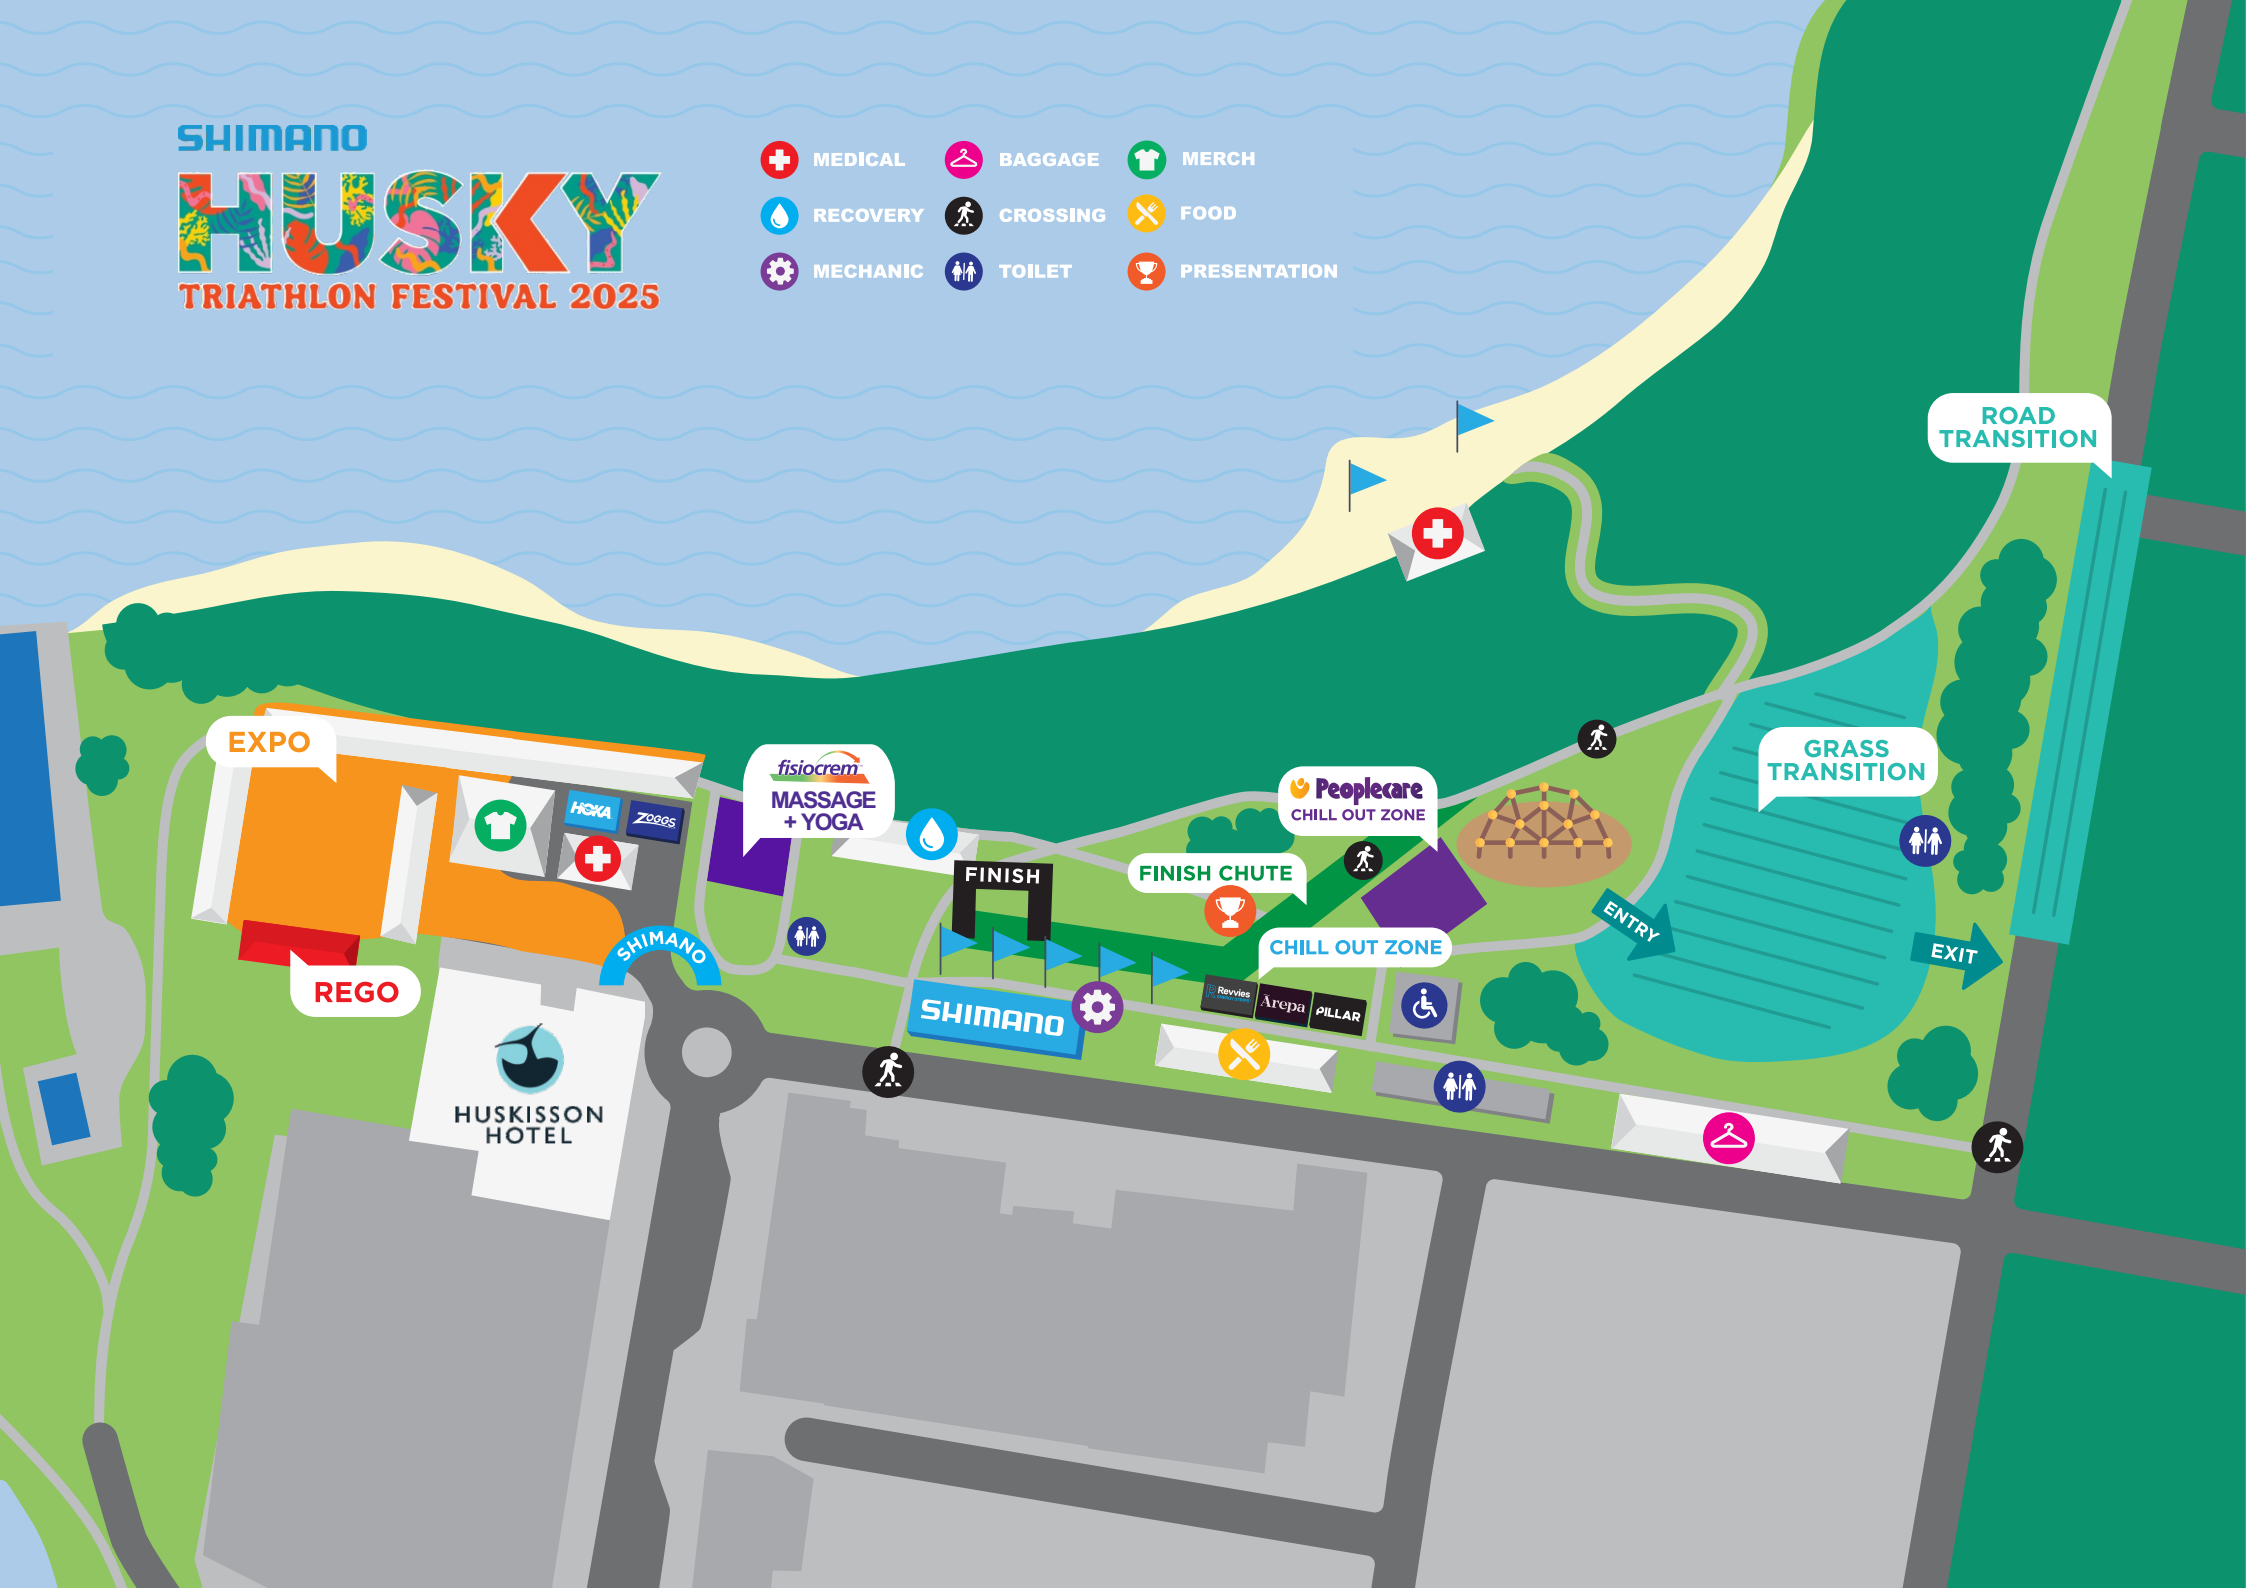 SHIMANO
HUSKY
TRIATHLON FESTIVAL 2025
MEDICAL
BAGGAGE
MERCH
RECOVERY
CROSSING
FOOD
MECHANIC
TOILET
PRESENTATION
ROAD
TRANSITION
EXPO
HOKA
ZOGGS
fisiocrem
MASSAGE
+ YOGA
Peoplecare
CHILL OUT ZONE
GRASS
TRANSITION
FINISH
FINISH CHUTE
ENTRY
EXIT
SHIMANO
CHILL OUT ZONE
REGO
SHIMANO
Revvies
Ārepa
PILLAR
HUSKISSON
HOTEL